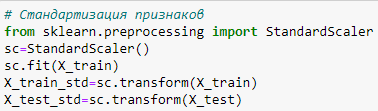 # Стандартизация признаков
from sklearn.preprocessing import StandardScaler
sc=StandardScaler()
sc.fit(X_train)
X_train_std=sc.transform(X_train)
X_test_std=sc.transform(X_test)